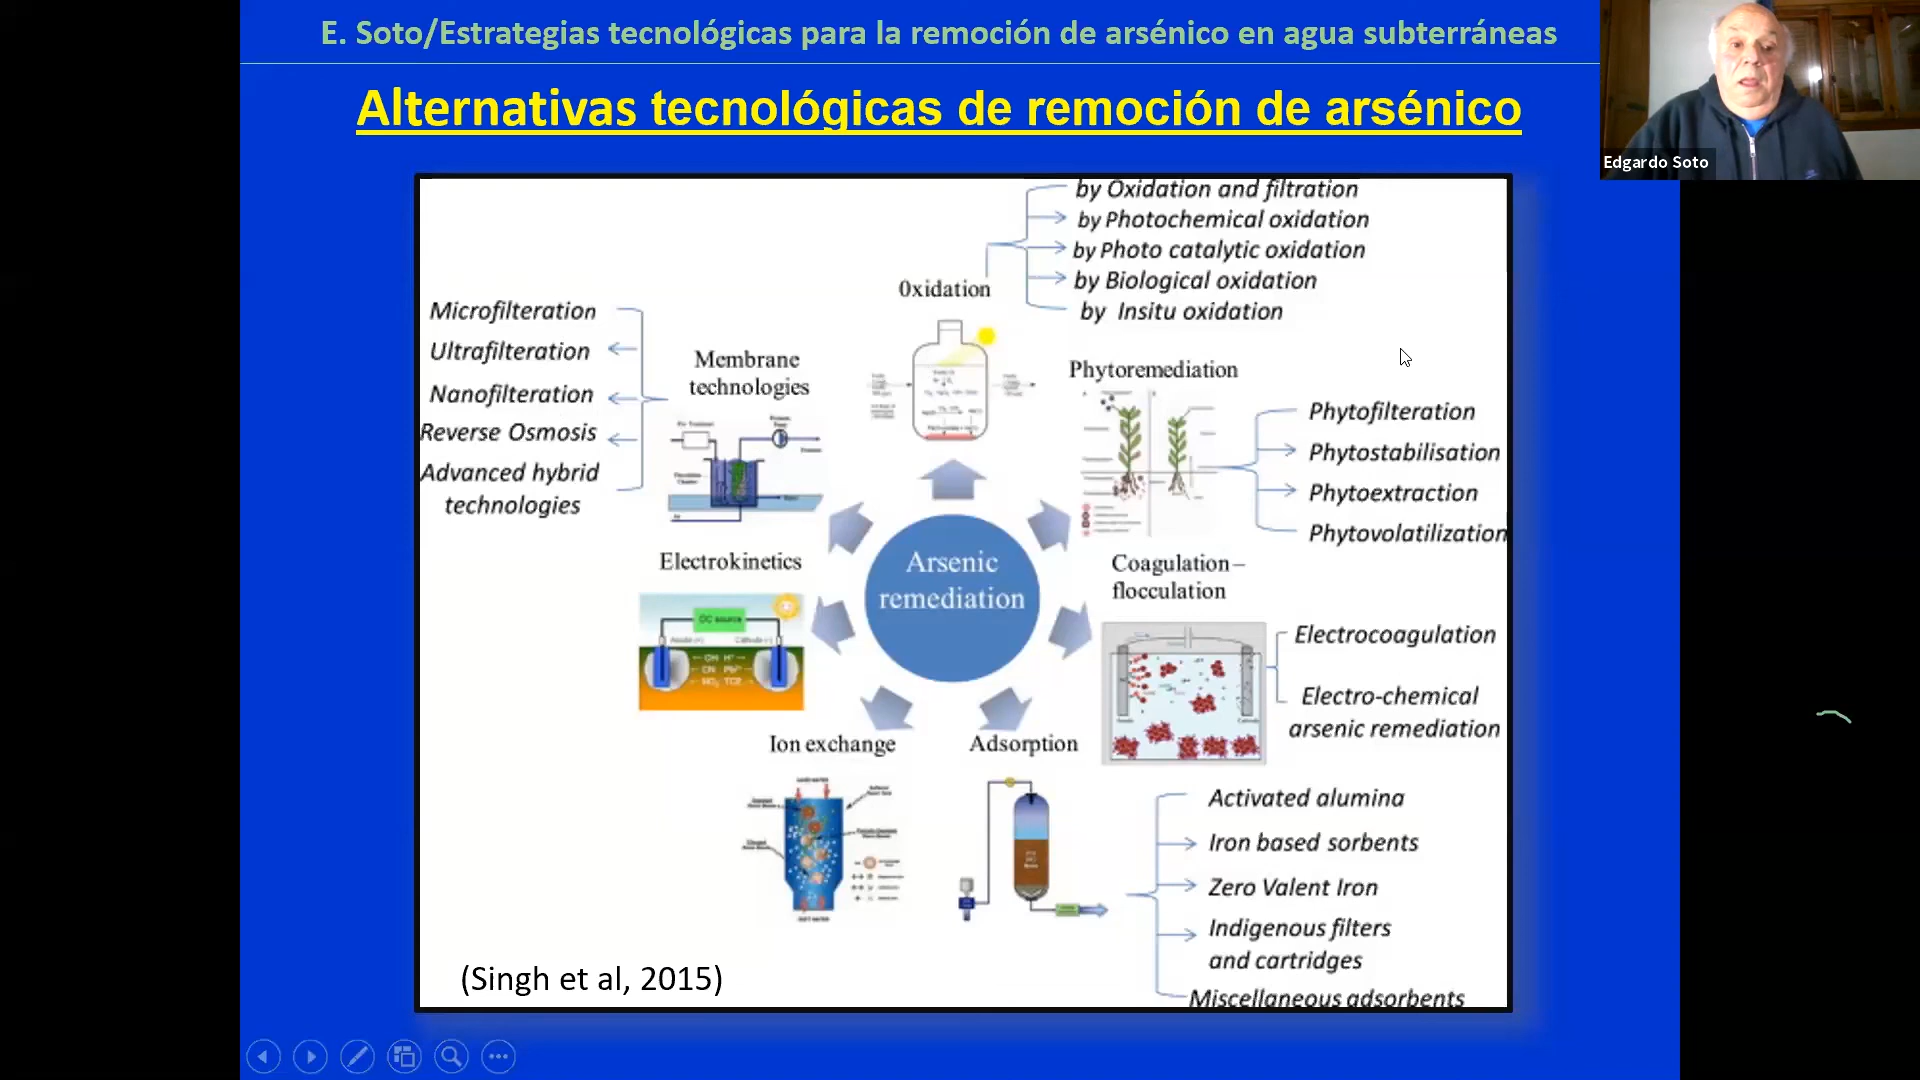 E. Soto/Estrategias tecnológicas para la remoción de arsénico en agua subterráneas
Edgardo Soto
Alternativas tecnológicas de remoción de arsénico
by Oxidation and filtration
by Photochemical oxidation
by Photo catalytic oxidation
by Biological oxidation
by Insitu oxidation
0xidation
Microfilteration
Ultrafilteration
Nanofilteration
Reverse Osmosis
Advanced hybrid
technologies
Membrane
technologies
Phytoremediation
Phytofilteration
Phytostabilisation
Phytoextraction
Phytovolatilization
Electrokinetics
DC source
Arsenic
remediation
Coagulation–
flocculation
Electrocoagulation
Electro-chemical
arsenic remediation
Ion exchange
Adsorption
Activated alumina
Iron based sorbents
Zero Valent Iron
Indigenous filters
and cartridges
Miscellaneous adsorbents
(Singh et al, 2015)